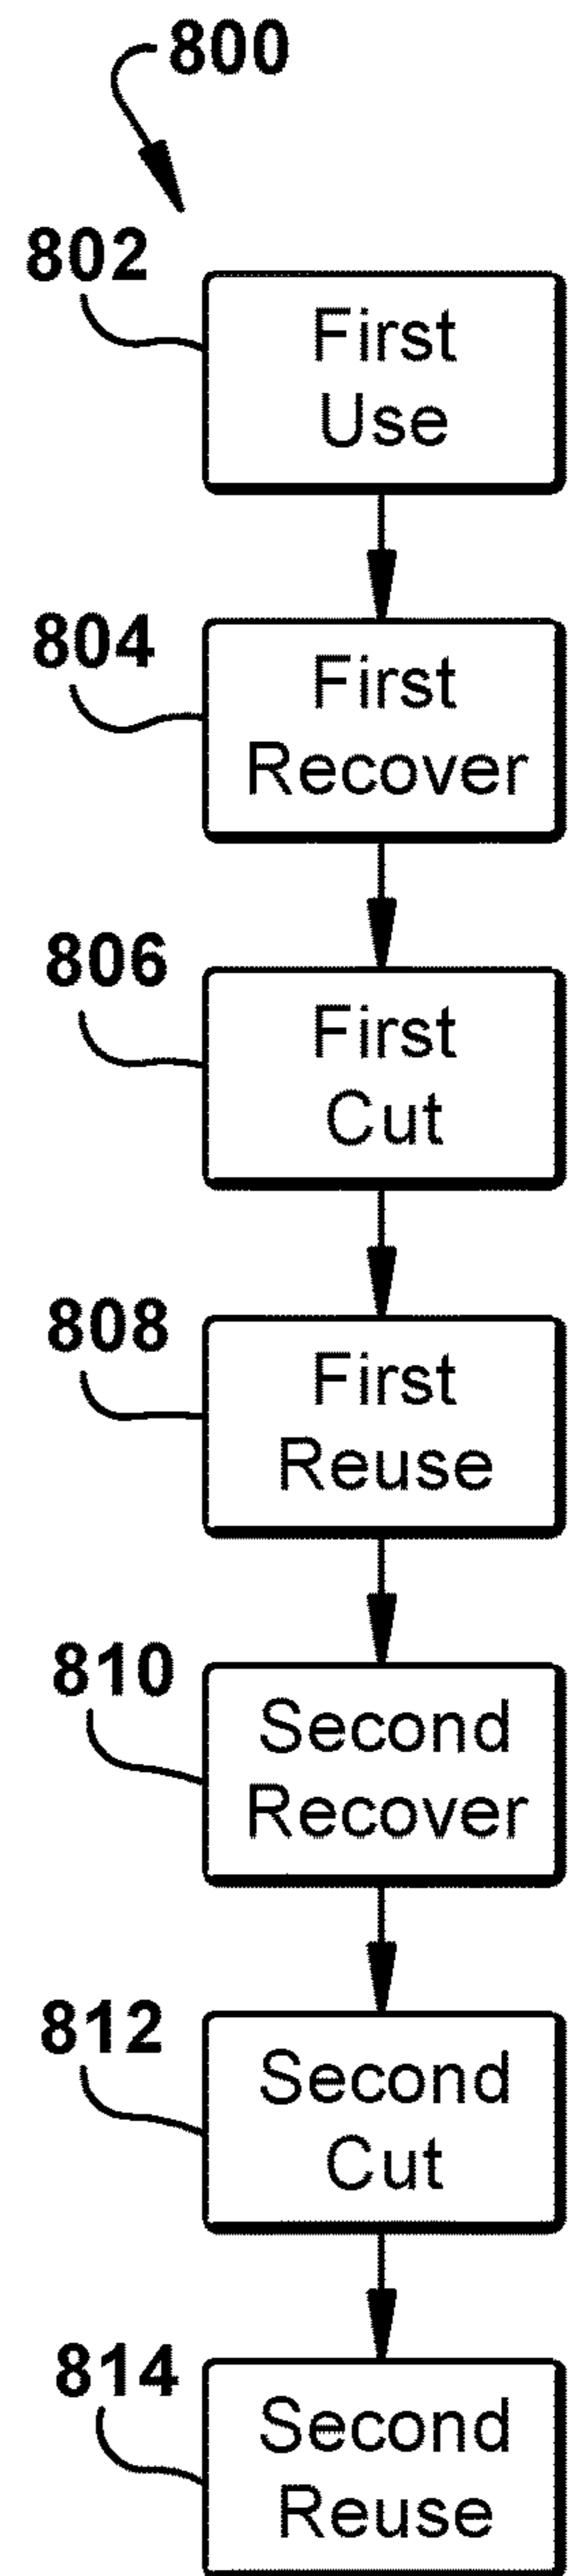 800
802
First
Use
804
First
Recover
806
First
Cut
808
First
Reuse
810
Second
Recover
812
Second
Cut
814
Second
Reuse